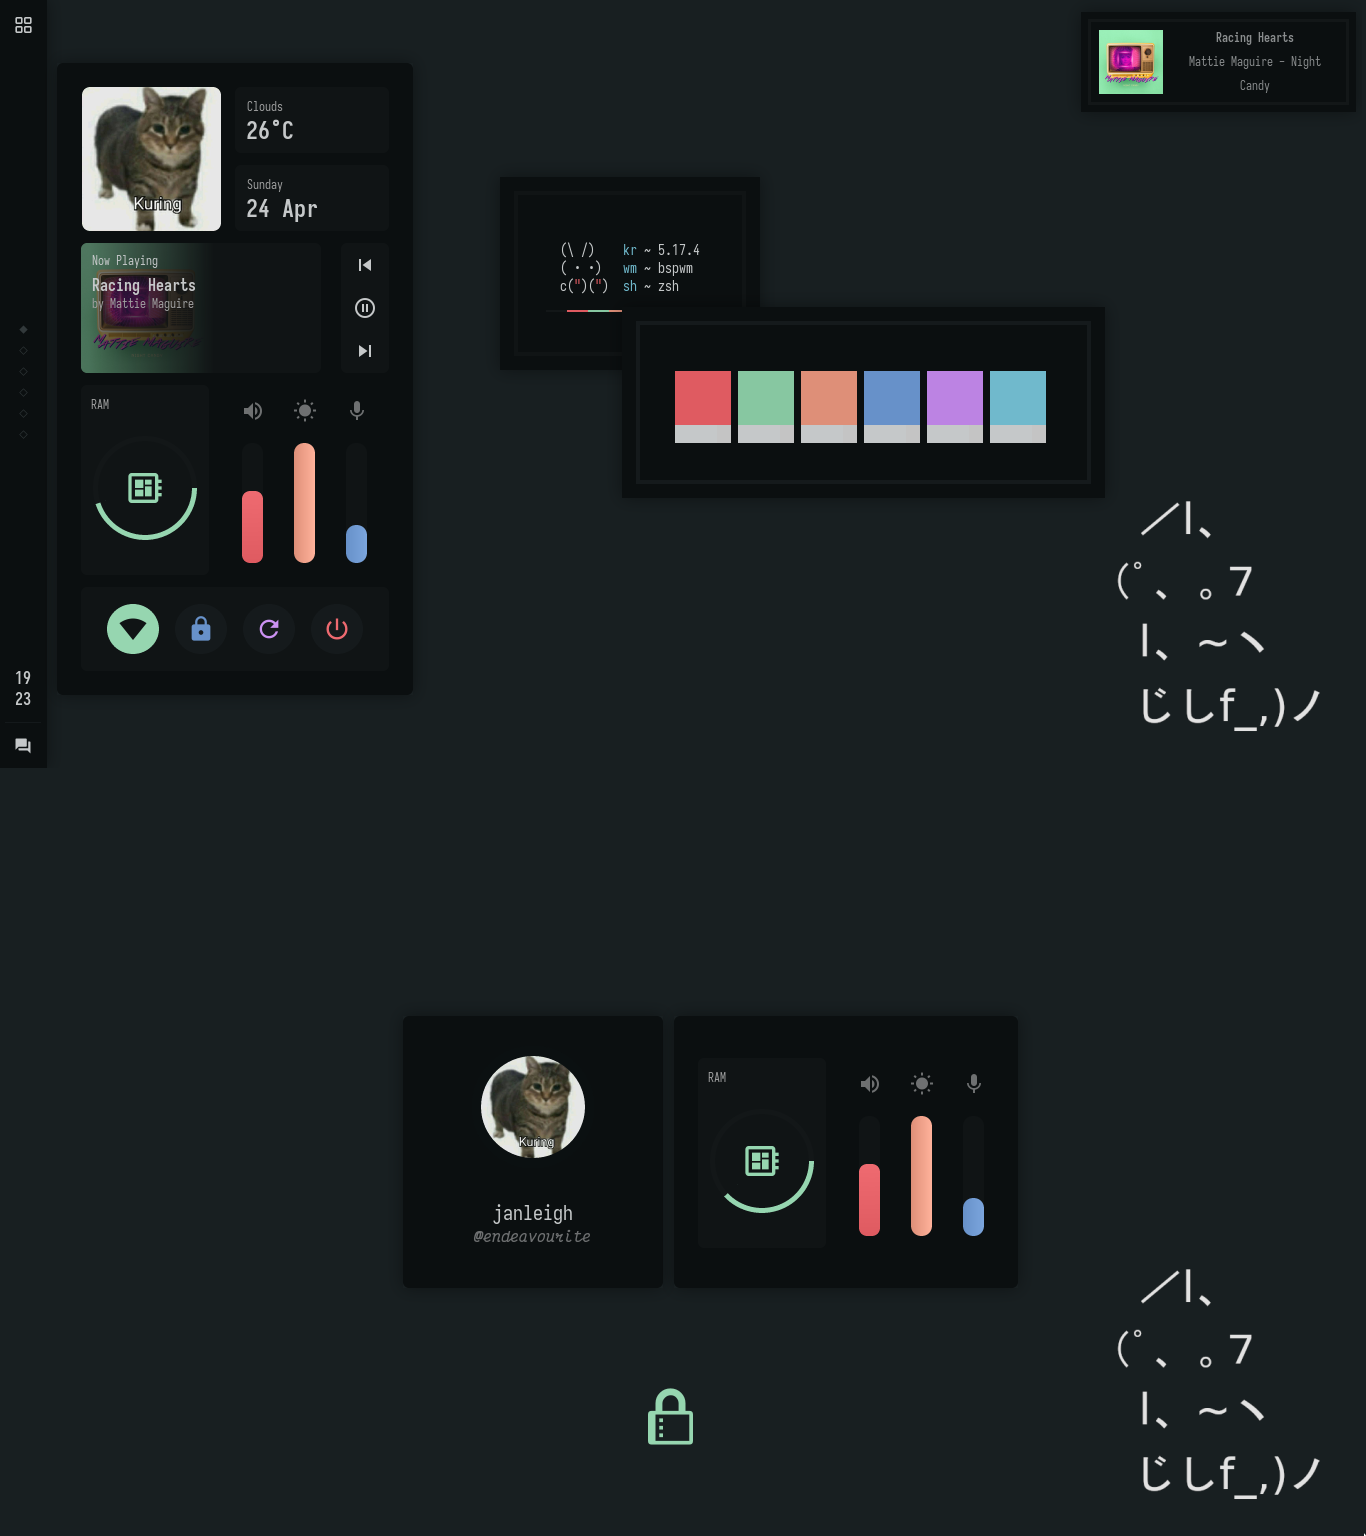 Kuring
Clouds
26°C
Sunday
24 Apr
Now Playing
Racing Hearts
by Mattie Maguire
RAM
19
23
Racing Hearts
Mattie Maguire - Night
Candy
(\ /) kr ~ 5.17.4
( · ·) wm ~ bspwm
c(")(") sh ~ zsh
／l、
(ﾟ､ 。7
l、~ヽ
じしf_,)ノ
Kuring
janleigh
@endeavourite
RAM
／l、
(ﾟ､ 。7
l、~ヽ
じしf_,)ノ